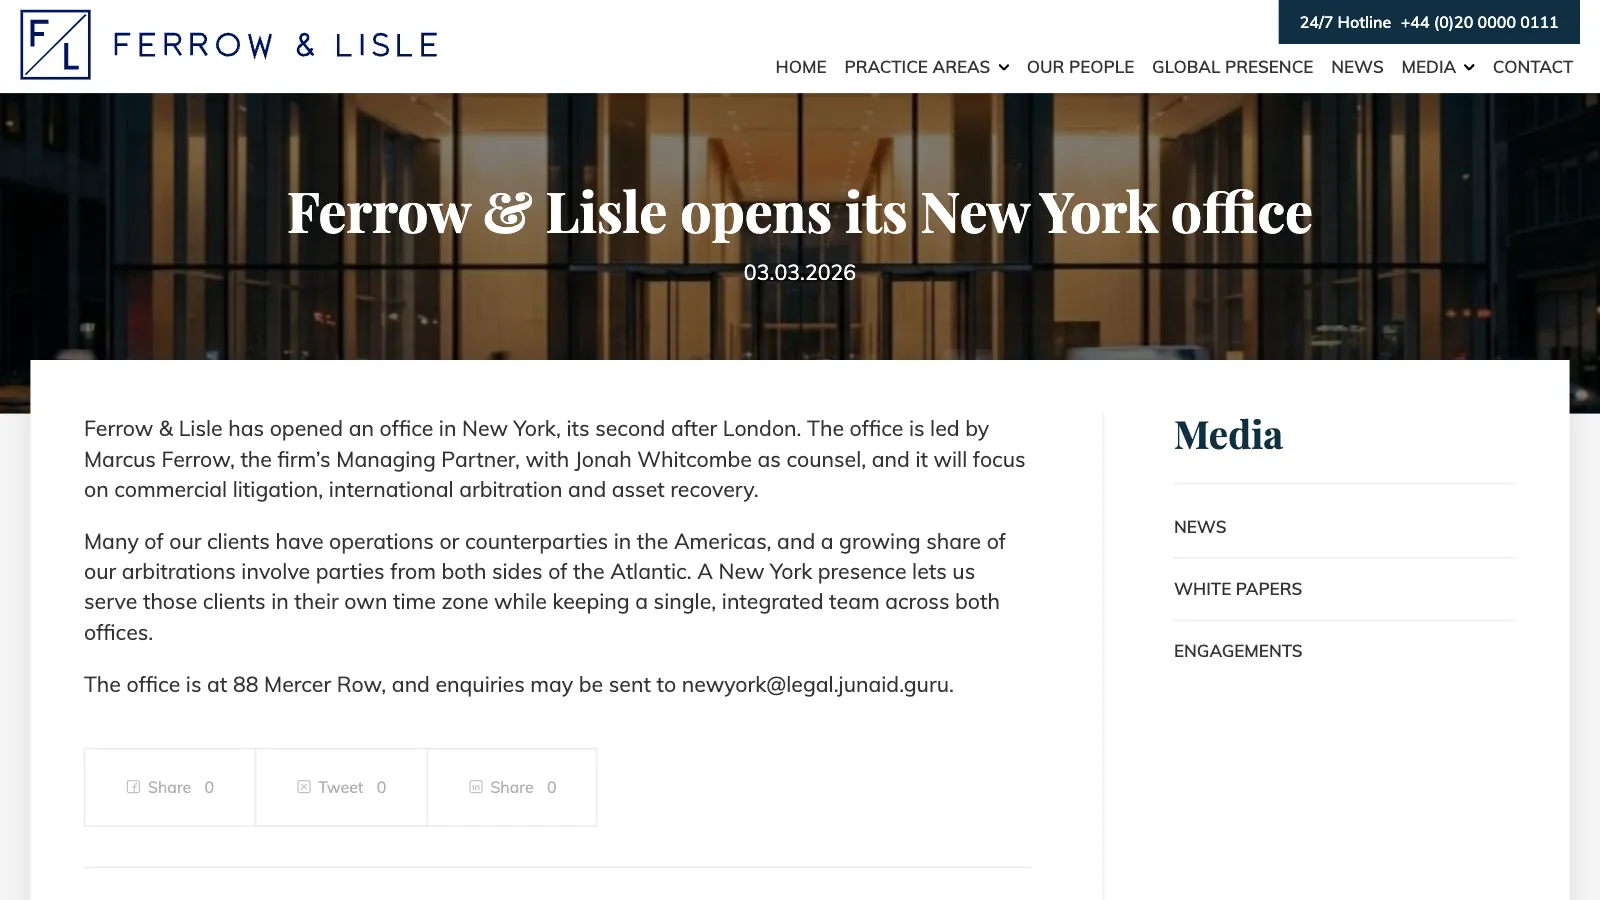 F L FERROW & LISLE
24/7 Hotline +44 (0)20 0000 0111
HOME PRACTICE AREAS OUR PEOPLE GLOBAL PRESENCE NEWS MEDIA CONTACT
Ferrow & Lisle opens its New York office
03.03.2026
Ferrow & Lisle has opened an office in New York, its second after London. The office is led by
Marcus Ferrow, the firm’s Managing Partner, with Jonah Whitcombe as counsel, and it will focus
on commercial litigation, international arbitration and asset recovery.
Many of our clients have operations or counterparties in the Americas, and a growing share of
our arbitrations involve parties from both sides of the Atlantic. A New York presence lets us
serve those clients in their own time zone while keeping a single, integrated team across both
offices.
The office is at 88 Mercer Row, and enquiries may be sent to newyork@legal.junaid.guru.
Share 0 Tweet 0 Share 0
Media
NEWS
WHITE PAPERS
ENGAGEMENTS